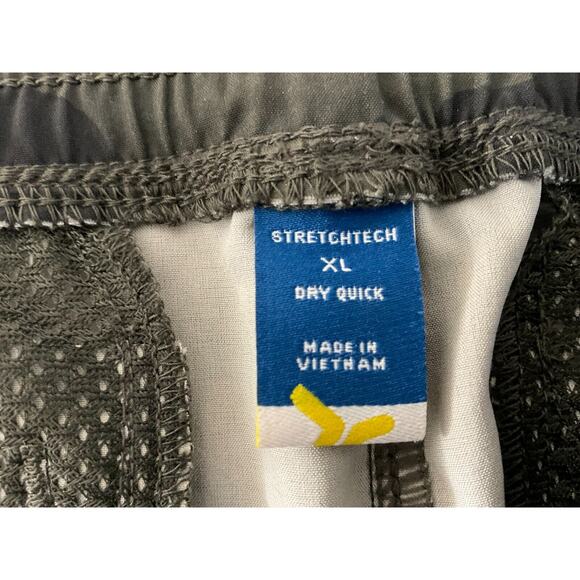 STRETCHTECH
XL
DRY QUICK
MADE IN
VIETNAM